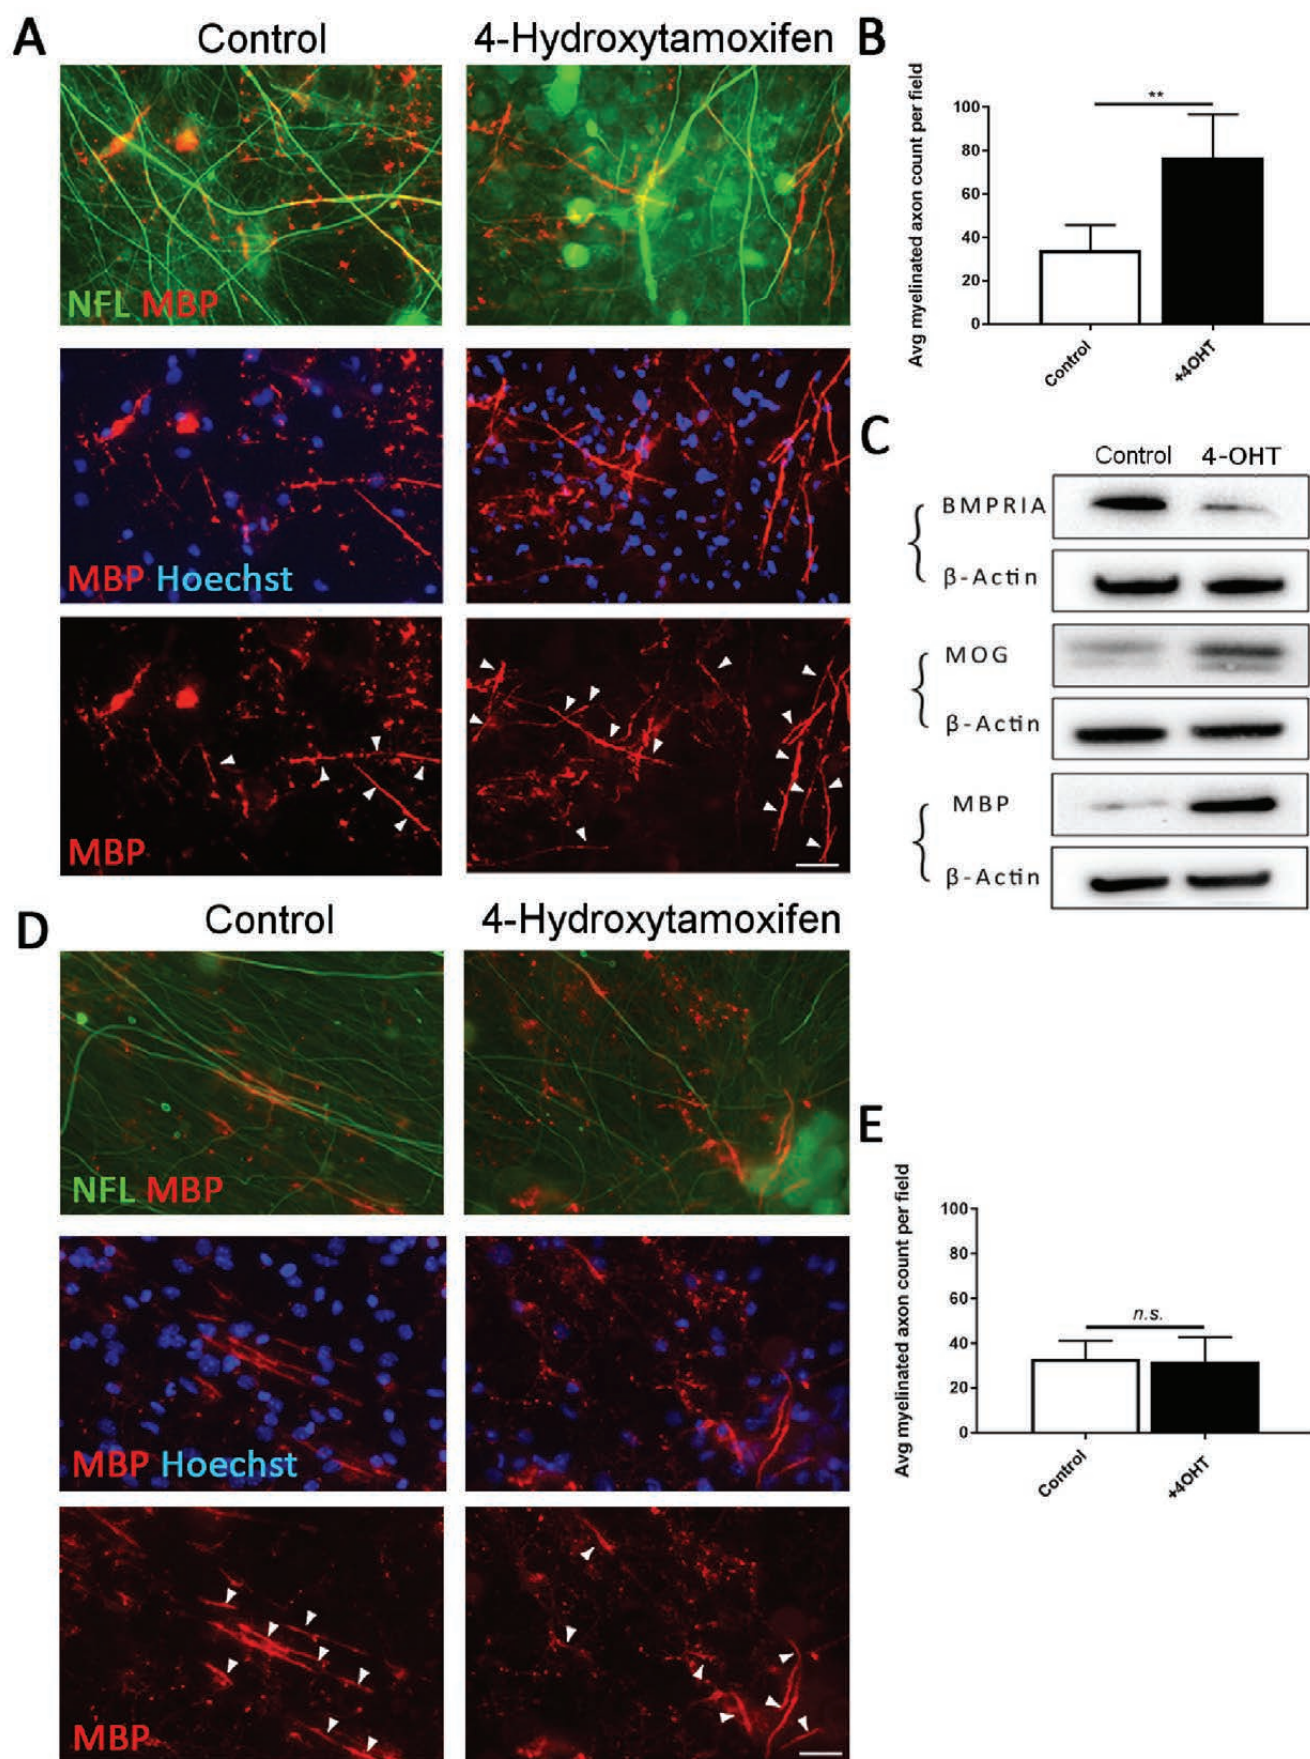 A
Control
4-Hydroxytamoxifen
NFL MBP
MBP Hoechst
MBP
B
Avg myelinated axon count per field
100
80
60
40
20
0
**
Control
+4OHT
C
Control 4-OHT
BMPRIA
β-Actin
MOG
β-Actin
MBP
β-Actin
D
Control
4-Hydroxytamoxifen
NFL MBP
MBP Hoechst
MBP
E
Avg myelinated axon count per field
100
80
60
40
20
0
n.s.
Control
+4OHT